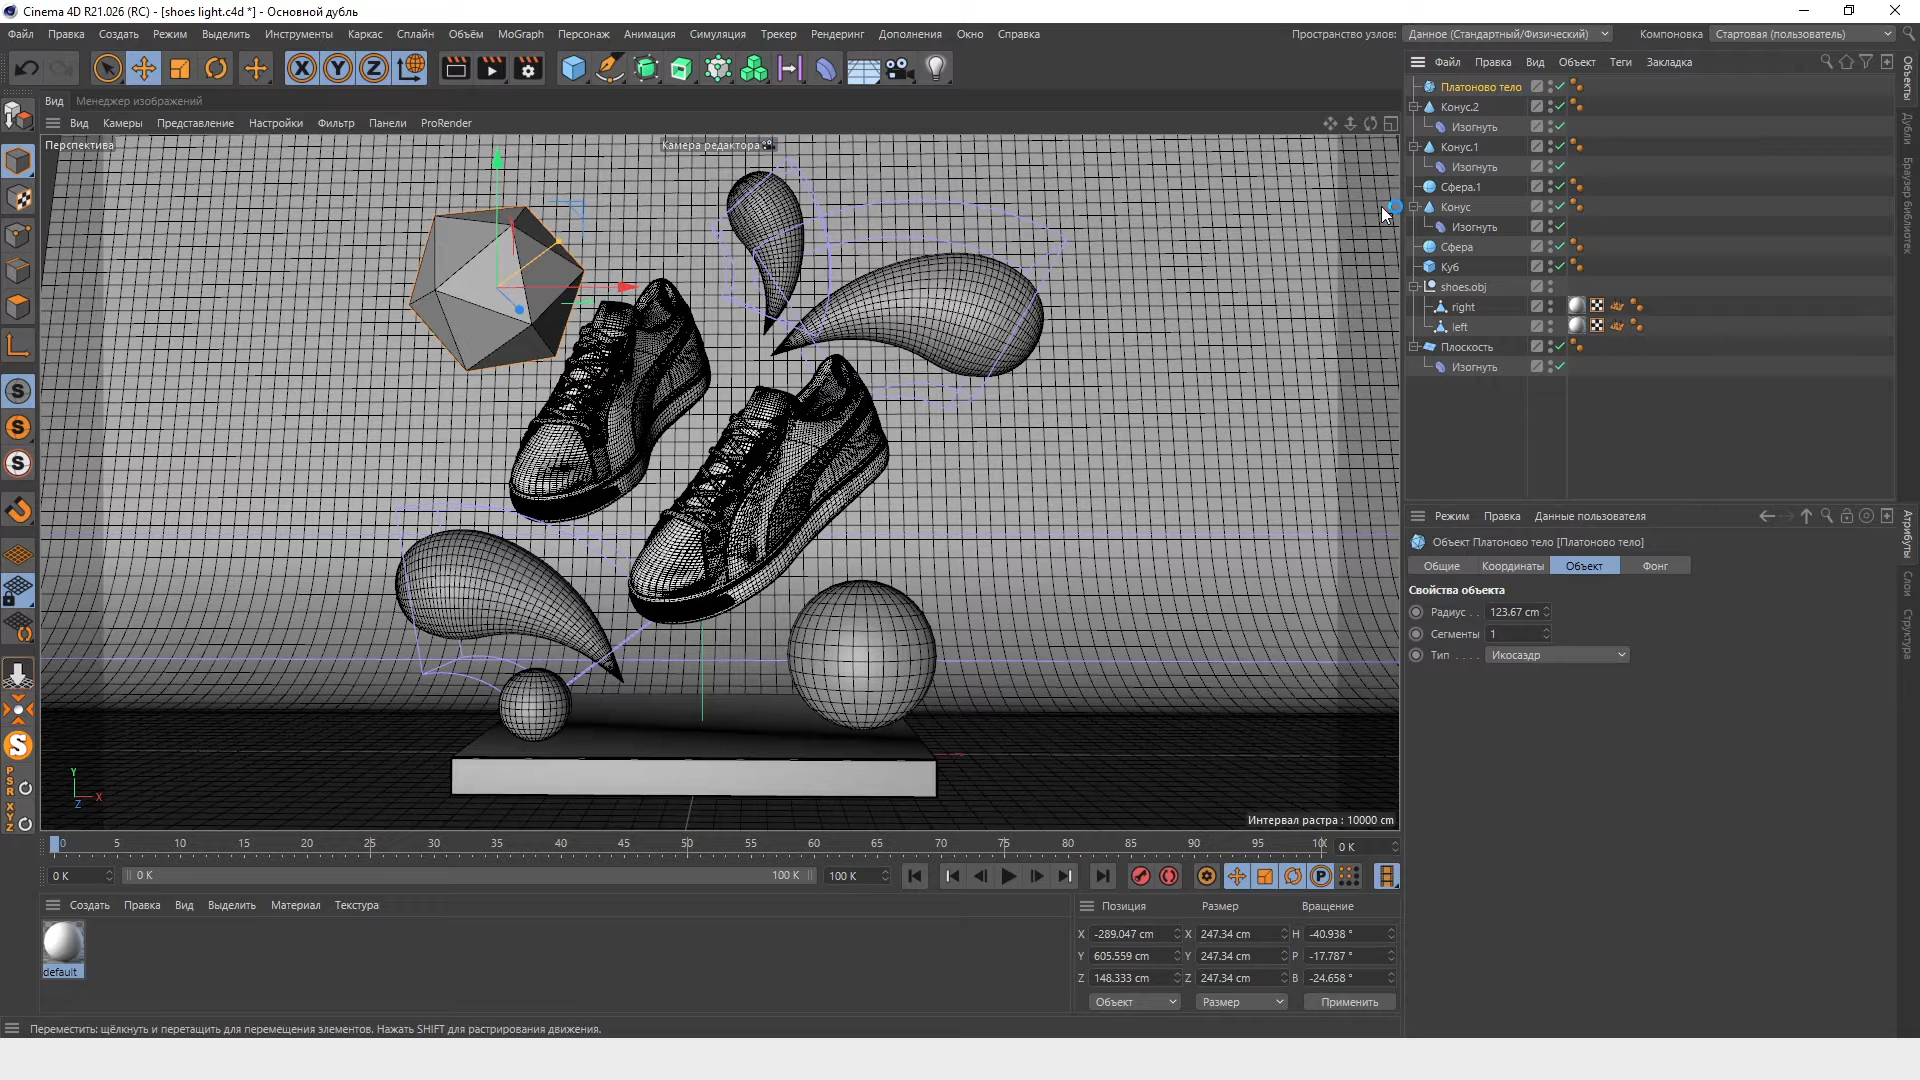 Cinema 4D R21.026 (RC) - [shoes light.c4d *] - Основной дубль
Файл Правка Создать Режим Выделить Инструменты Каркас Сплайн Объём MoGraph Персонаж Анимация Симуляция Трекер Рендеринг Дополнения Окно Справка
Пространство узлов: Данное (Стандартный/Физический) Компоновка Стартовая (пользователь)
Файл Правка Вид Объект Теги Закладка
Вид Менеджер изображений
Вид Камеры Представление Настройки Фильтр Панели ProRender
Перспектива
Камера редактора
Платоново тело
Конус.2
Изогнуть
Конус.1
Изогнуть
Сфера.1
Конус
Изогнуть
Сфера
Куб
shoes.obj
right
left
Плоскость
Изогнуть
Объекты
Дубли
Браузер библиотек
Режим Правка Данные пользователя
Объект Платоново тело [Платоново тело]
Общие Координаты Объект Фонг
Свойства объекта
Радиус . . 123.67 cm
Сегменты 1
Тип . . . . Икосаэдр
Атрибуты
Слои
Структура
Y
X
Z
Интервал растра : 10000 cm
0 5 10 15 20 25 30 35 40 45 50 55 60 65 70 75 80 85 90 95 10( 0 K
0 K 0 K 100 K 100 K
Создать Правка Вид Выделить Материал Текстура
default
Позиция Размер Вращение
X -289.047 cm X 247.34 cm H -40.938 °
Y 605.559 cm Y 247.34 cm P -17.787 °
Z 148.333 cm Z 247.34 cm B -24.658 °
Объект Размер Применить
P
S
R
X
Y
Z
Переместить: щёлкнуть и перетащить для перемещения элементов. Нажать SHIFT для растрирования движения.